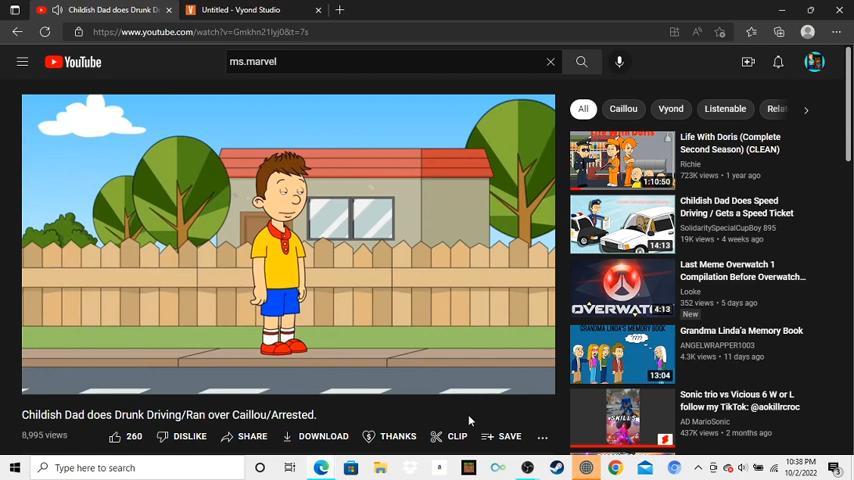 Childish Dad does Drunk D
Untitled - Vyond Studio
https://www.youtube.com/watch?v=Gmkhn21Iyj0&t=7s
YouTube
ms.marvel
All
Caillou
Vyond
Listenable
Relat
Life With Doris (Complete
Second Season) (CLEAN)
Richie
723K views • 1 year ago
1:10:50
Childish Dad Does Speed
Driving / Gets a Speed Ticket
SolidaritySpecialCupBoy 895
19K views • 4 weeks ago
14:13
Last Meme Overwatch 1
Compilation Before Overwatch...
Looke
352 views • 5 days ago
New
OVERWAT
4:13
Grandma Linda'a Memory Book
ANGELWRAPPER1003
4.3K views • 11 days ago
????
13:04
Sonic trio vs Vicious 6 W or L
follow my TikTok: @aokillrcroc
AD MarioSonic
437K views • 2 months ago
SKILLS
Childish Dad does Drunk Driving/Ran over Caillou/Arrested.
8,995 views
260
DISLIKE
SHARE
DOWNLOAD
THANKS
CLIP
SAVE
Type here to search
10:38 PM
10/2/2022
3